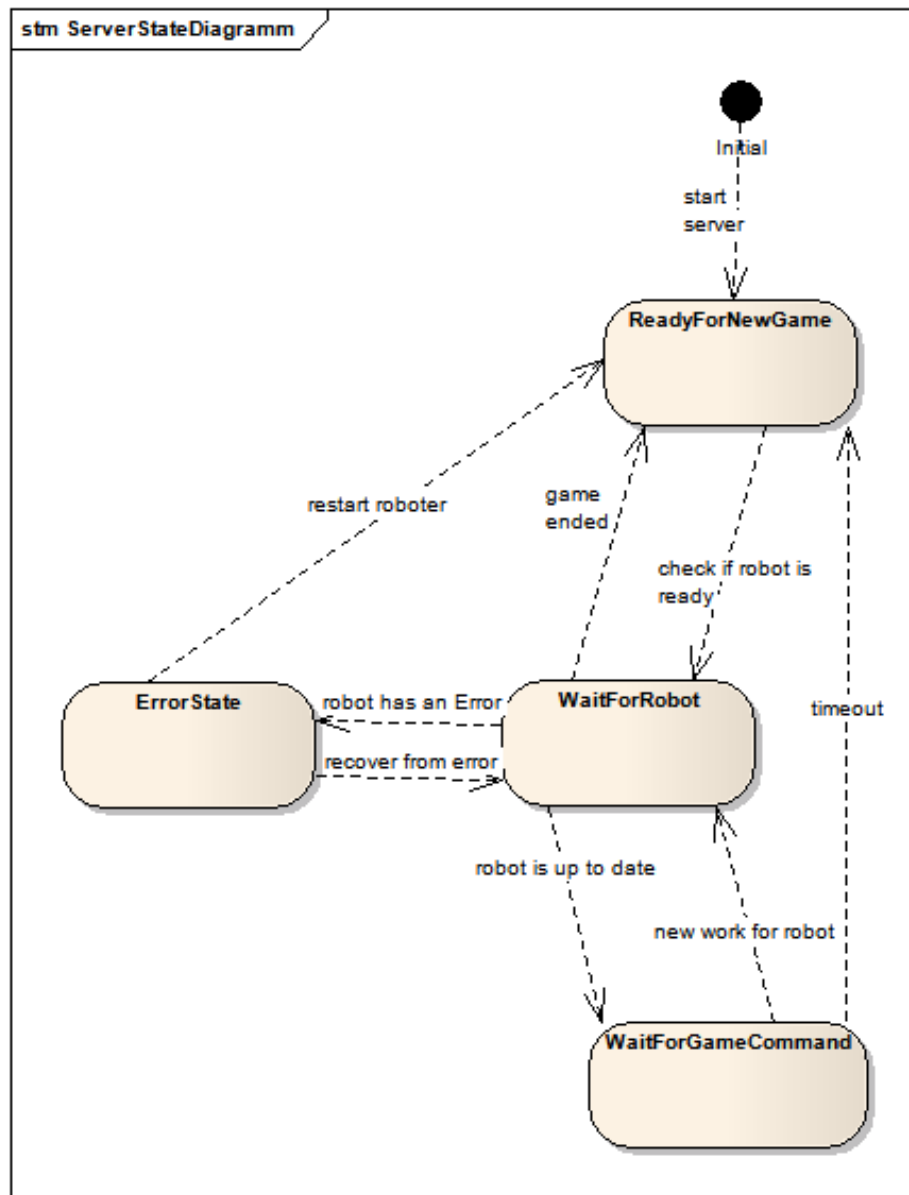 stm ServerStateDiagramm
Initial
start
server
ReadyForNewGame
restart roboter
game
ended
check if robot is
ready
ErrorState
robot has an Error
WaitForRobot
timeout
recover from error
robot is up to date
new work for robot
WaitForGameCommand